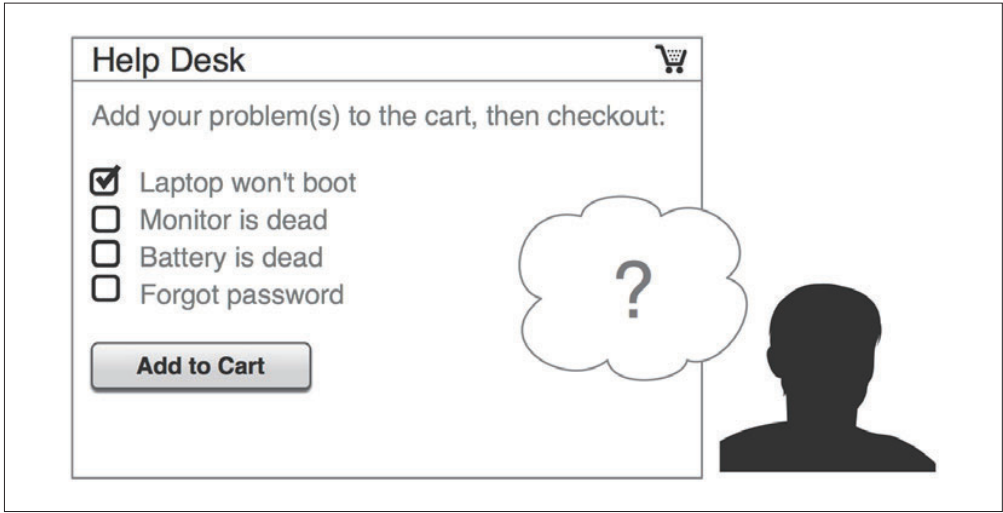 Help Desk
Add your problem(s) to the cart, then checkout:
Laptop won't boot
Monitor is dead
Battery is dead
Forgot password
?
Add to Cart